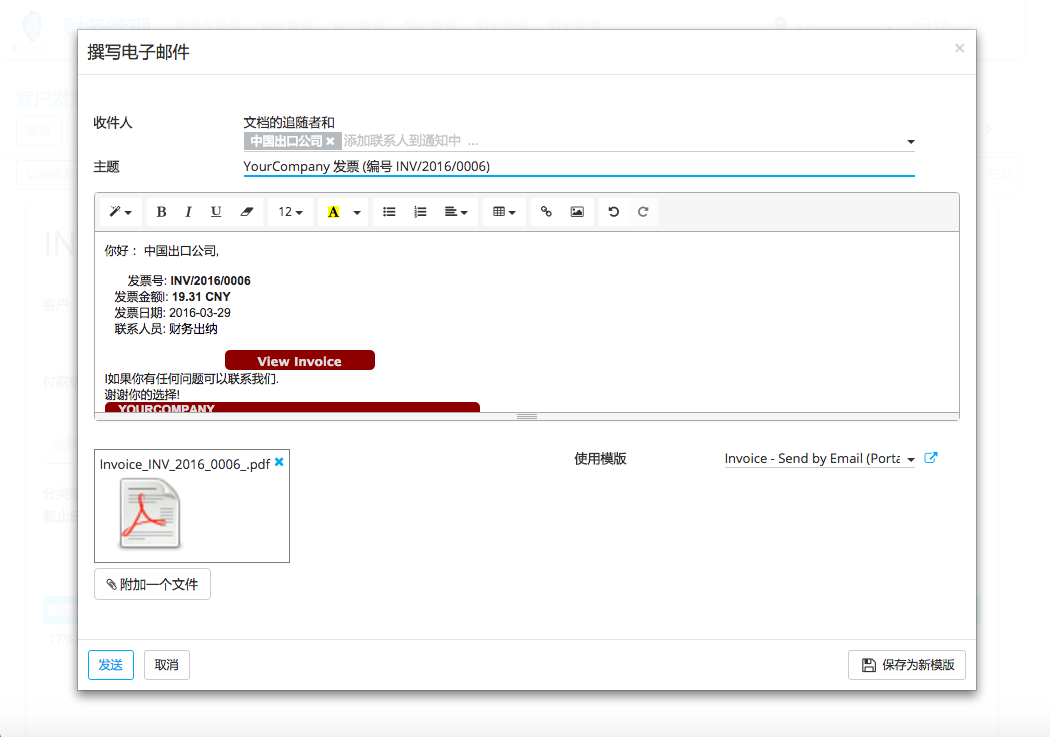 撰写电子邮件
×
收件人
文档的追随者和
中国出口公司 × 添加联系人到通知中 ...
主题
YourCompany 发票 (编号 INV/2016/0006)
B I U 12 A
你好： 中国出口公司,
发票号: INV/2016/0006
发票金额!: 19.31 CNY
发票日期: 2016-03-29
联系人员: 财务出纳
View Invoice
I如果你有任何问题可以联系我们.
谢谢你的选择!
YOURCOMPANY
Invoice_INV_2016_0006_.pdf ×
使用模版
Invoice - Send by Email (Porta
附加一个文件
发送
取消
保存为新模版